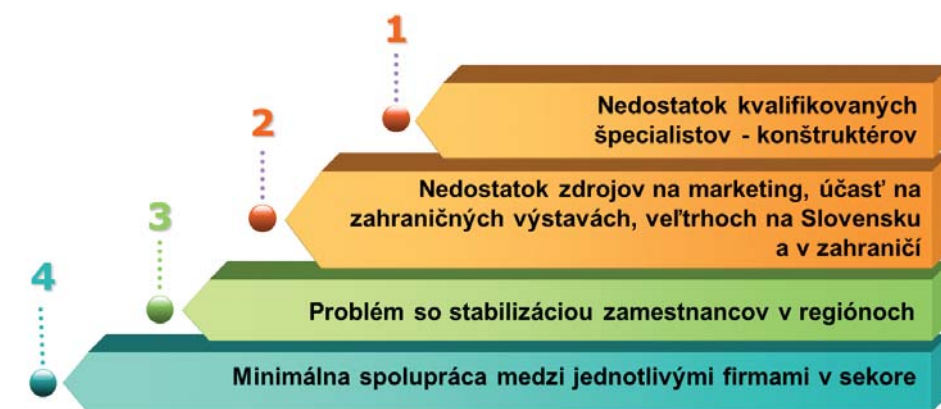 1
Nedostatok kvalifikovaných
špecialistov - konštruktérov
2
Nedostatok zdrojov na marketing, účasť na
zahraničných výstavách, veľtrhoch na Slovensku
a v zahraničí
3
Problém so stabilizáciou zamestnancov v regiónoch
4
Minimálna spolupráca medzi jednotlivými firmami v sekore